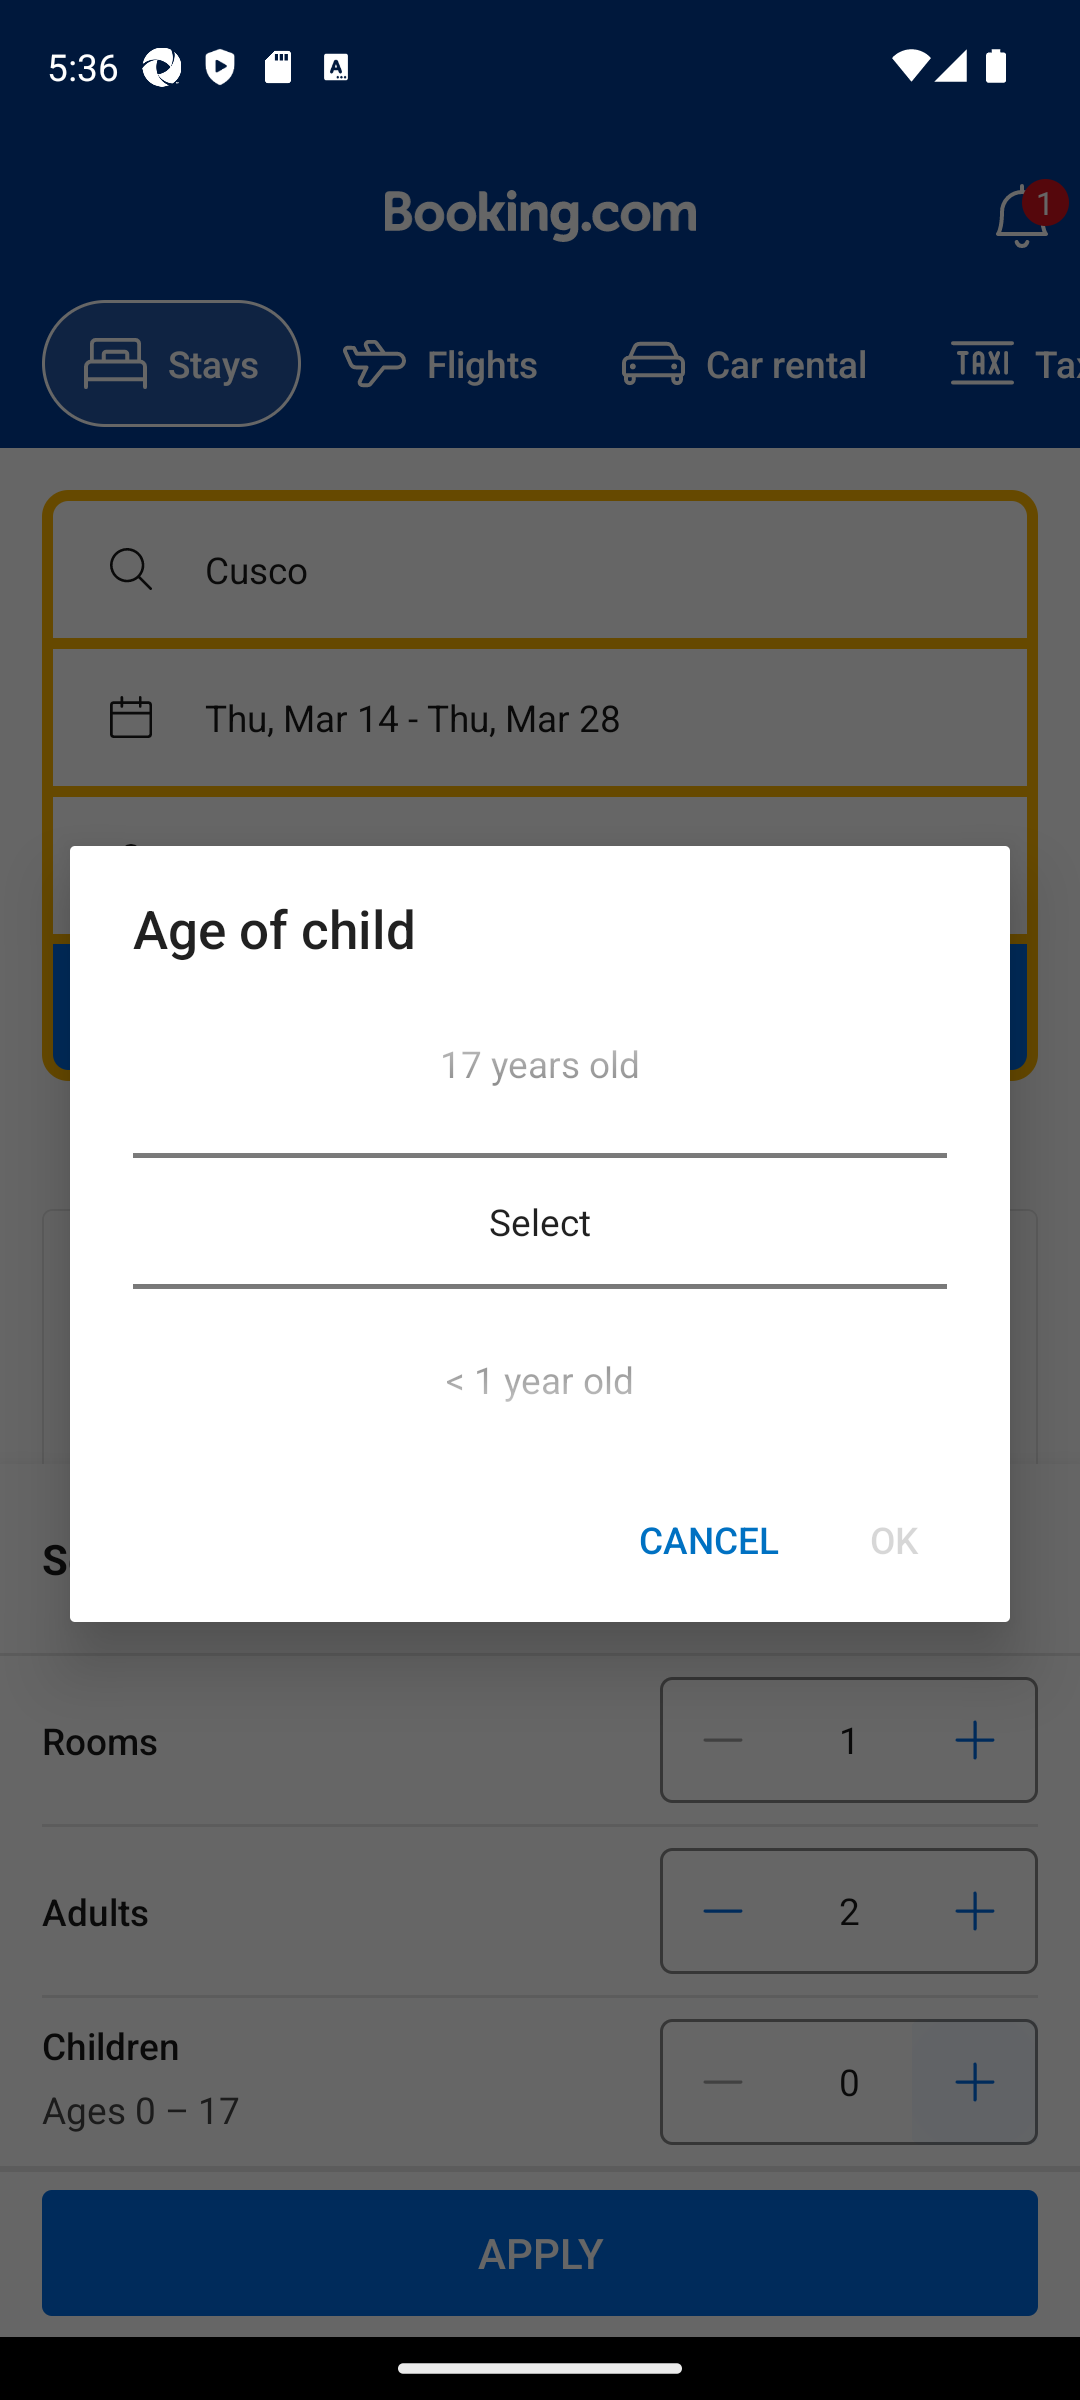 5:36
Booking.com
1
Stays
Flights
Car rental
TAXI
Cusco
Thu, Mar 14 - Thu, Mar 28
Age of child
17 years old
Select
< 1 year old
CANCEL
OK
Rooms
1
Adults
2
Children
Ages 0 – 17
0
APPLY